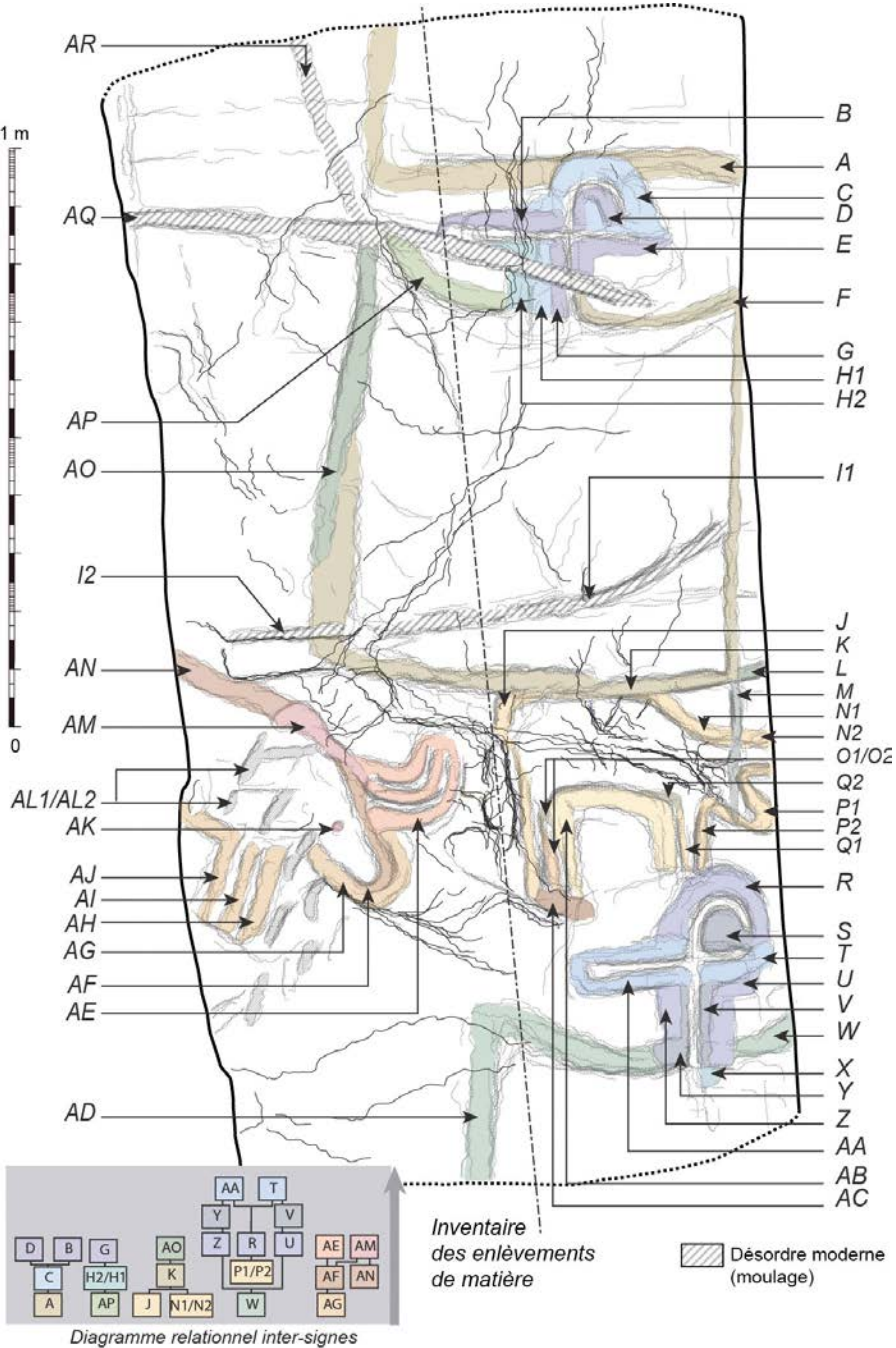 AR
1 m
AQ
AP
AO
I2
AN
AM
AL1/AL2
AK
AJ
AI
AH
AG
AF
AE
AD
0
B
A
C
D
E
F
G
H1
H2
I1
J
K
L
M
N1
N2
O1/O2
Q2
P1
P2
Q1
R
S
T
U
V
W
X
Y
Z
AA
AB
AC
AA T
Y V
Z R U
D B G AO P1/P2 AE AM
C H2/H1 K AF AN
A AP J N1/N2 W AG
Diagramme relationnel inter-signes
Inventaire
des enlèvements
de matière
Désordre moderne
(moulage)